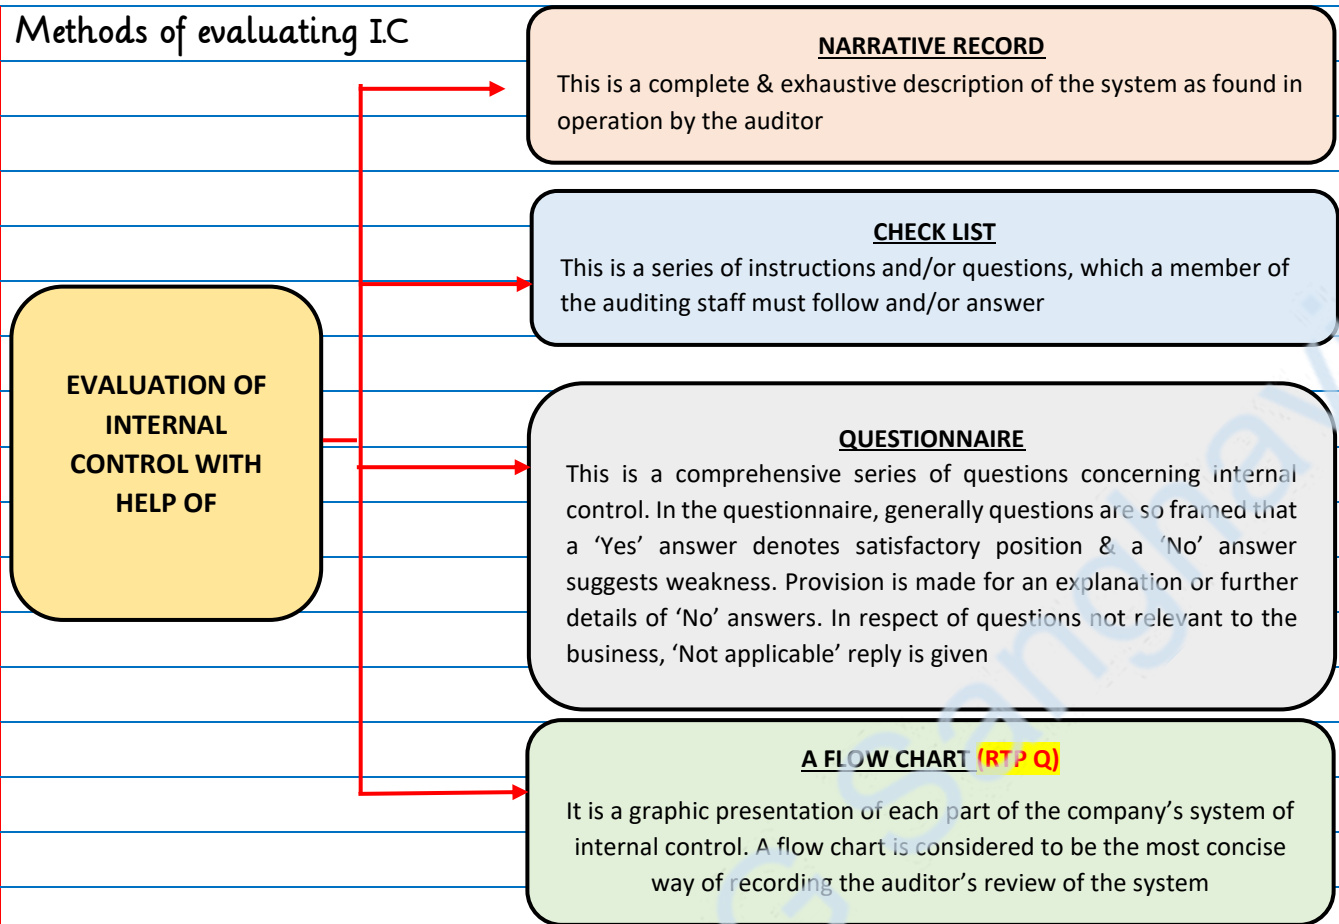 Methods of evaluating I.C
NARRATIVE RECORD
This is a complete & exhaustive description of the system as found in
operation by the auditor
CHECK LIST
This is a series of instructions and/or questions, which a member of
the auditing staff must follow and/or answer
EVALUATION OF
INTERNAL
CONTROL WITH
HELP OF
QUESTIONNAIRE
This is a comprehensive series of questions concerning internal
control. In the questionnaire, generally questions are so framed that
a ‘Yes’ answer denotes satisfactory position & a ‘No’ answer
suggests weakness. Provision is made for an explanation or further
details of ‘No’ answers. In respect of questions not relevant to the
business, ‘Not applicable’ reply is given
A FLOW CHART (RTP Q)
It is a graphic presentation of each part of the company’s system of
internal control. A flow chart is considered to be the most concise
way of recording the auditor’s review of the system
G Sanghavi